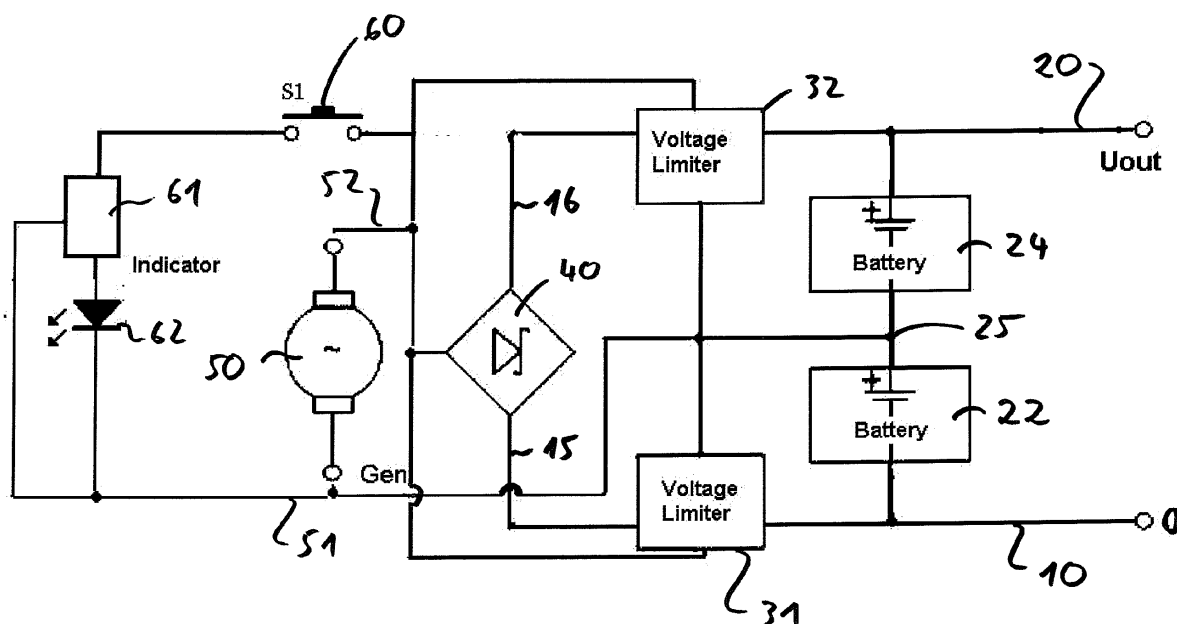 60
S1
32
20
Voltage
Limiter
Uout
61
52
16
+
Battery
24
Indicator
40
62
50
~
25
+
Battery
22
15
Gen
Voltage
Limiter
0
51
10
31